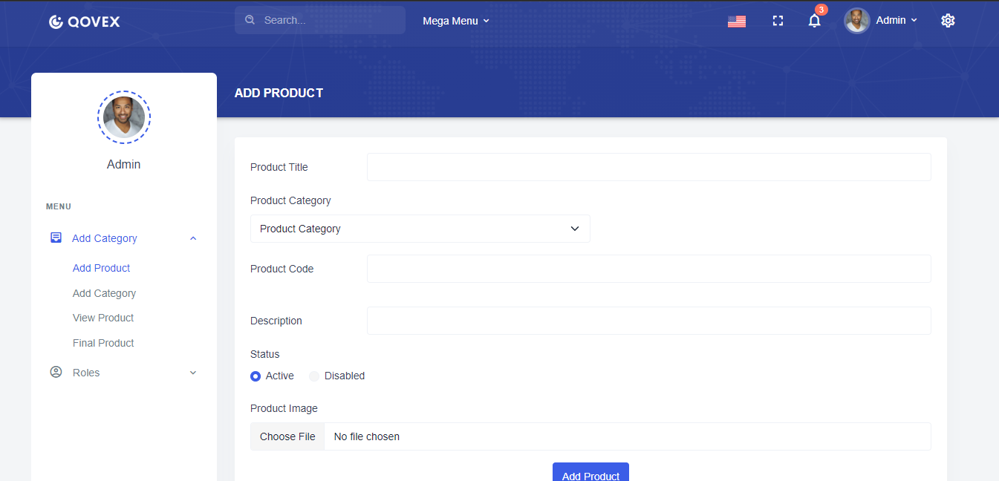 QOVEX
Search...
Mega Menu
3
Admin
ADD PRODUCT
Admin
MENU
Add Category
Add Product
Add Category
View Product
Final Product
Roles
Product Title
Product Category
Product Category
Product Code
Description
Status
Active Disabled
Product Image
Choose File No file chosen
Add Product